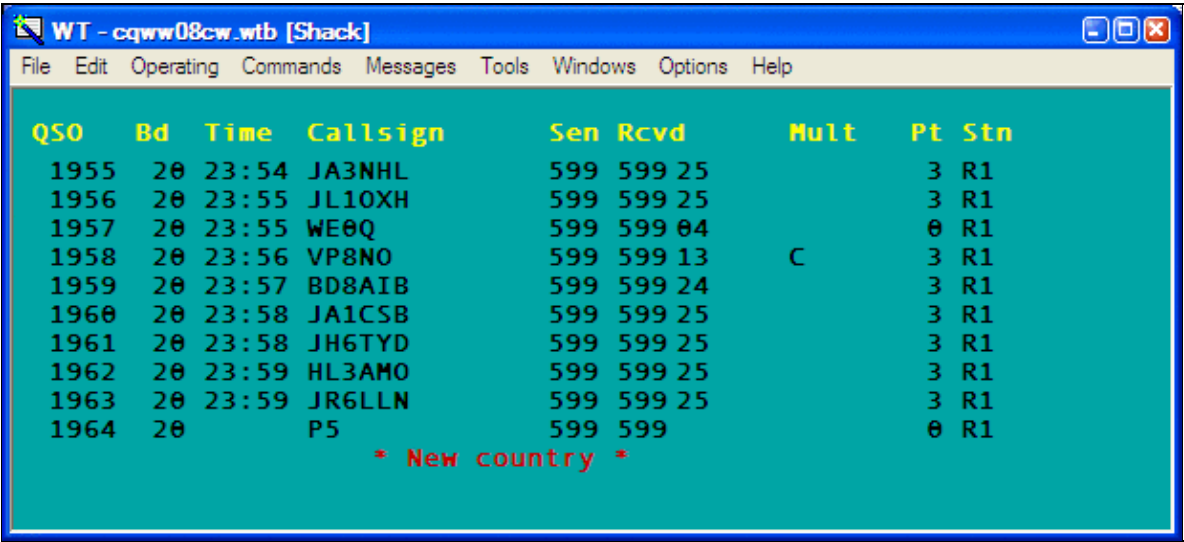 WT - cqww08cw.wtb [Shack]
File Edit Operating Commands Messages Tools Windows Options Help
QSO Bd Time Callsign Sen Rcvd Mult Pt Stn
1955 20 23:54 JA3NHL 599 599 25 3 R1
1956 20 23:55 JL1OXH 599 599 25 3 R1
1957 20 23:55 WE0Q 599 599 04 0 R1
1958 20 23:56 VP8NO 599 599 13 C 3 R1
1959 20 23:57 BD8AIB 599 599 24 3 R1
1960 20 23:58 JA1CSB 599 599 25 3 R1
1961 20 23:58 JH6TYD 599 599 25 3 R1
1962 20 23:59 HL3AMO 599 599 25 3 R1
1963 20 23:59 JR6LLN 599 599 25 3 R1
1964 20 P5 599 599 0 R1
* New country *